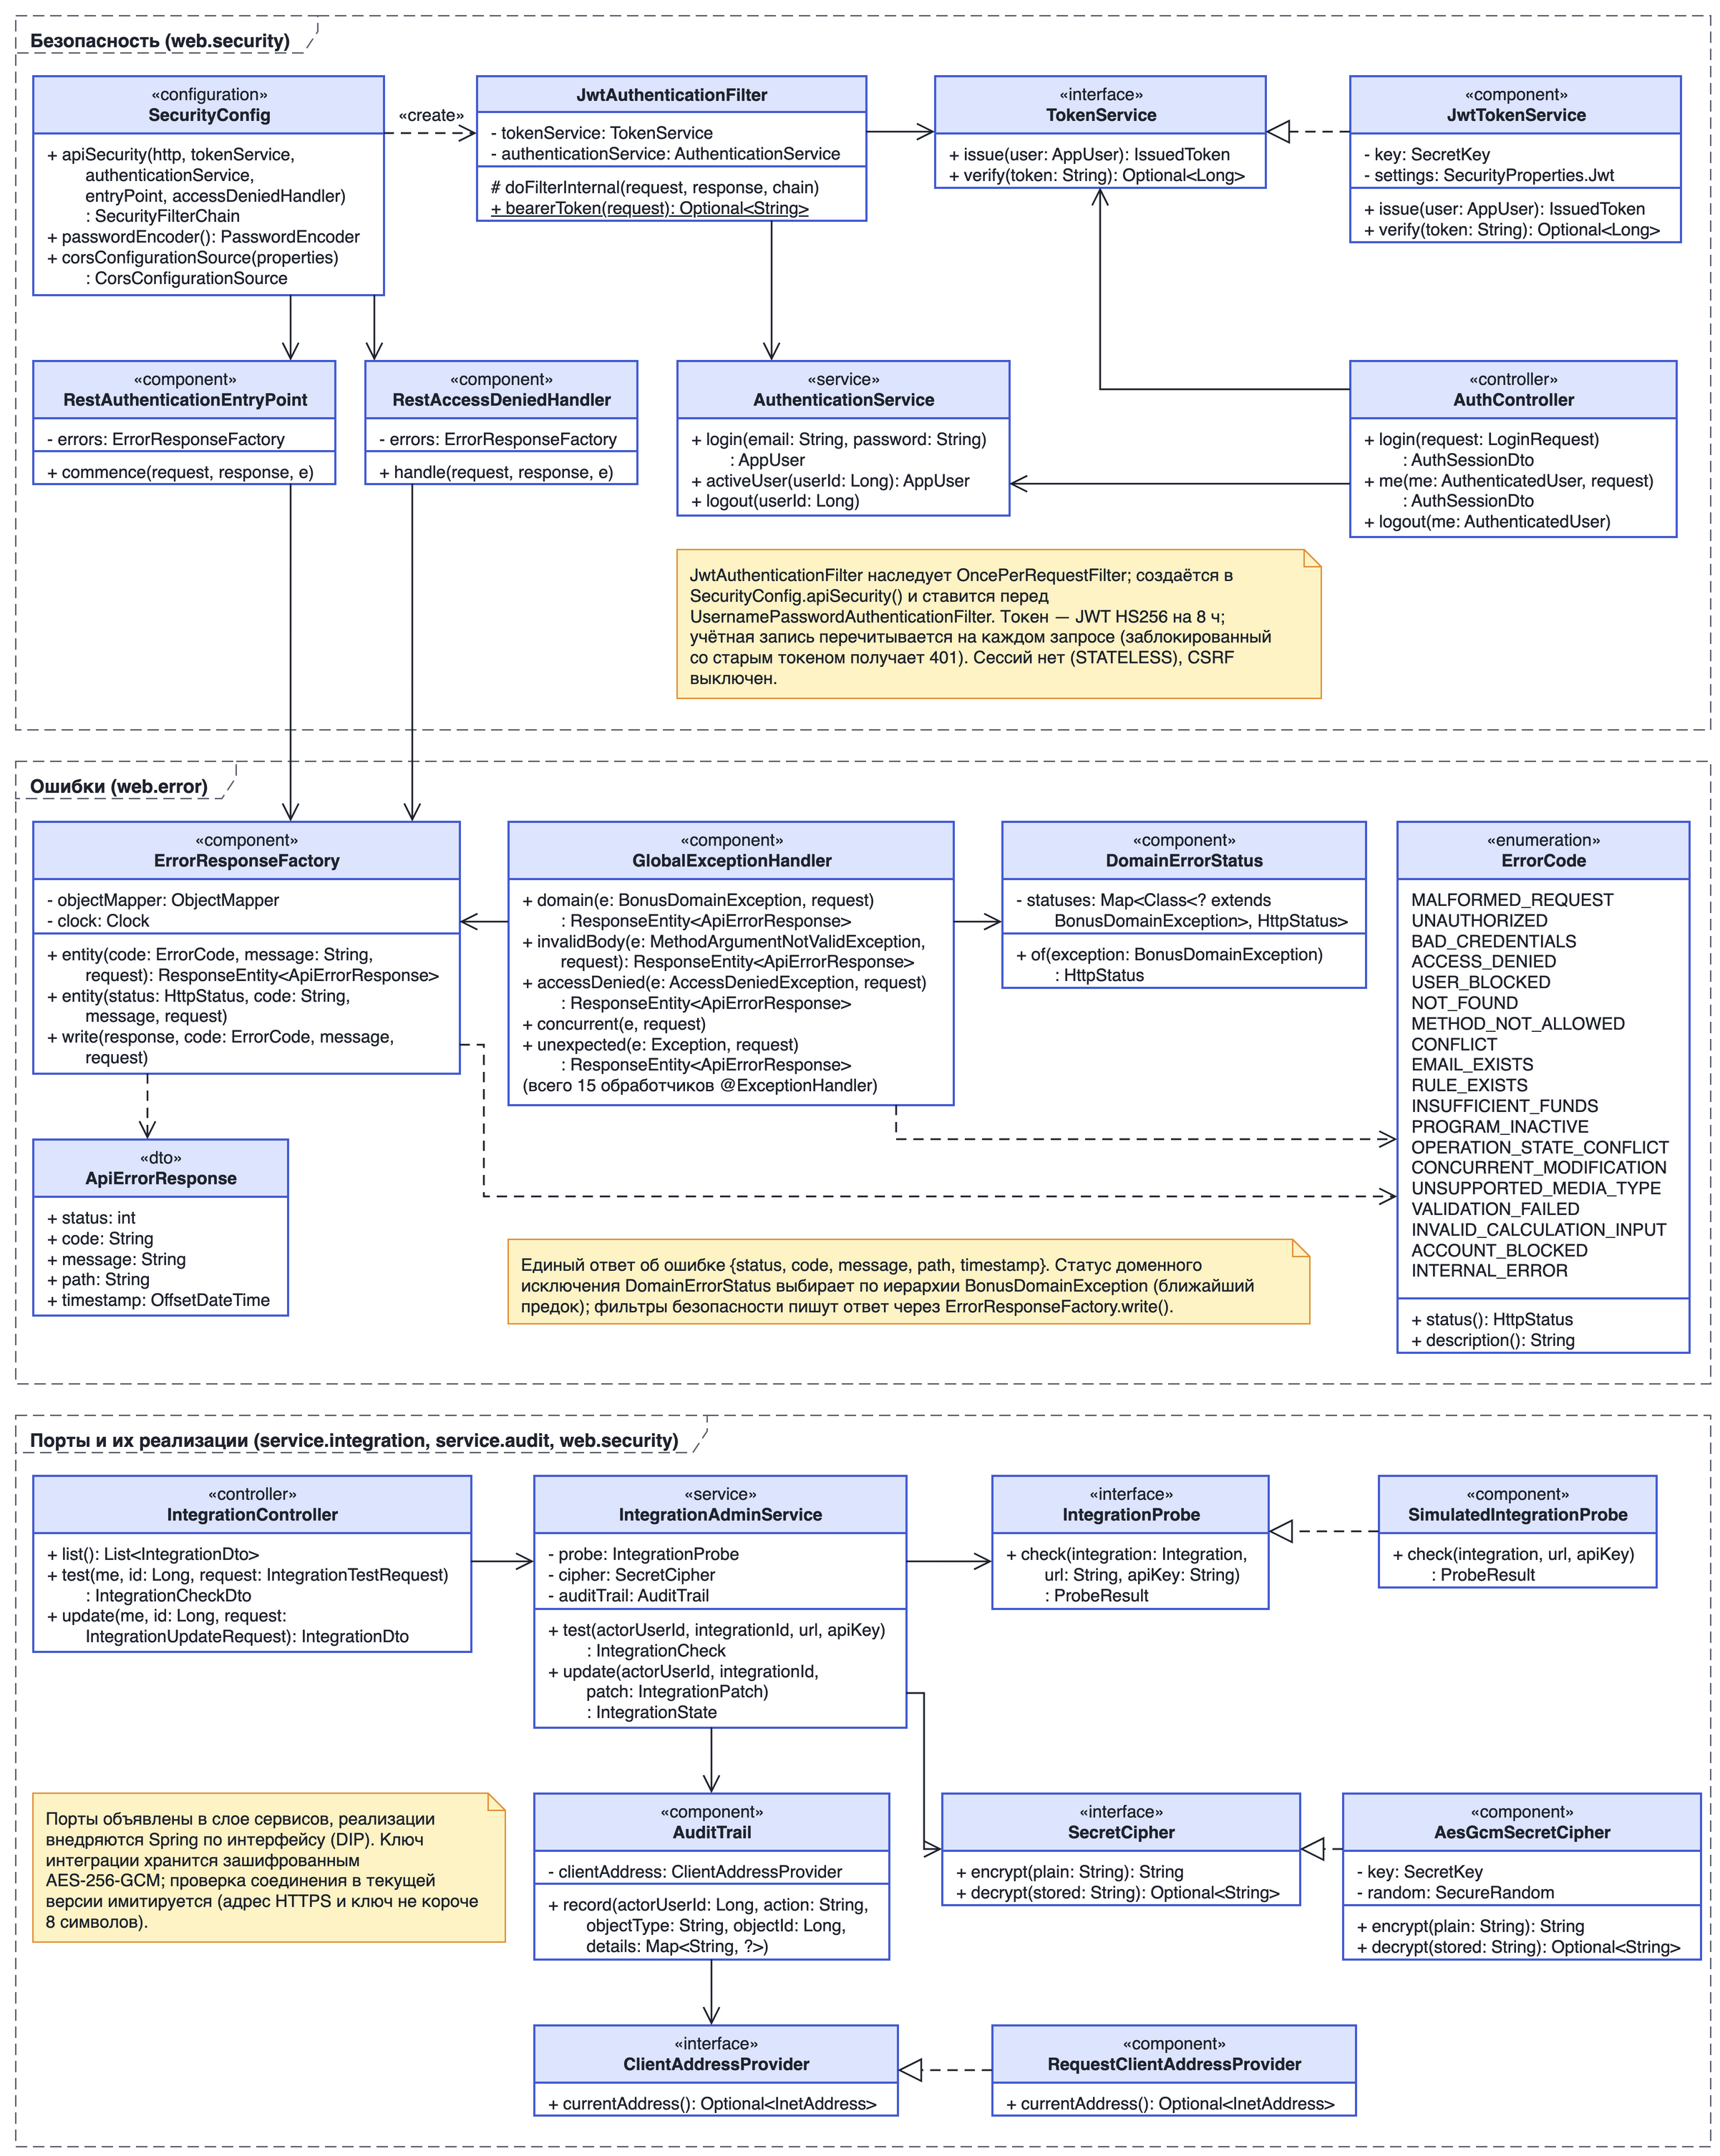 Безопасность (web.security)
«configuration»
SecurityConfig
+ apiSecurity(http, tokenService,
authenticationService,
entryPoint, accessDeniedHandler)
: SecurityFilterChain
+ passwordEncoder(): PasswordEncoder
+ corsConfigurationSource(properties)
: CorsConfigurationSource
«create»
JwtAuthenticationFilter
- tokenService: TokenService
- authenticationService: AuthenticationService
# doFilterInternal(request, response, chain)
+ bearerToken(request): Optional<String>
«interface»
TokenService
+ issue(user: AppUser): IssuedToken
+ verify(token: String): Optional<Long>
«component»
JwtTokenService
- key: SecretKey
- settings: SecurityProperties.Jwt
+ issue(user: AppUser): IssuedToken
+ verify(token: String): Optional<Long>
«component»
RestAuthenticationEntryPoint
- errors: ErrorResponseFactory
+ commence(request, response, e)
«component»
RestAccessDeniedHandler
- errors: ErrorResponseFactory
+ handle(request, response, e)
«service»
AuthenticationService
+ login(email: String, password: String)
: AppUser
+ activeUser(userId: Long): AppUser
+ logout(userId: Long)
«controller»
AuthController
+ login(request: LoginRequest)
: AuthSessionDto
+ me(me: AuthenticatedUser, request)
: AuthSessionDto
+ logout(me: AuthenticatedUser)
JwtAuthenticationFilter наследует OncePerRequestFilter; создаётся в
SecurityConfig.apiSecurity() и ставится перед
UsernamePasswordAuthenticationFilter. Токен — JWT HS256 на 8 ч;
учётная запись перечитывается на каждом запросе (заблокированный
со старым токеном получает 401). Сессий нет (STATELESS), CSRF
выключен.
Ошибки (web.error)
«component»
ErrorResponseFactory
- objectMapper: ObjectMapper
- clock: Clock
+ entity(code: ErrorCode, message: String,
request): ResponseEntity<ApiErrorResponse>
+ entity(status: HttpStatus, code: String,
message, request)
+ write(response, code: ErrorCode, message,
request)
«component»
GlobalExceptionHandler
+ domain(e: BonusDomainException, request)
: ResponseEntity<ApiErrorResponse>
+ invalidBody(e: MethodArgumentNotValidException,
request): ResponseEntity<ApiErrorResponse>
+ accessDenied(e: AccessDeniedException, request)
: ResponseEntity<ApiErrorResponse>
+ concurrent(e, request)
+ unexpected(e: Exception, request)
: ResponseEntity<ApiErrorResponse>
(всего 15 обработчиков @ExceptionHandler)
«component»
DomainErrorStatus
- statuses: Map<Class<? extends
BonusDomainException>, HttpStatus>
+ of(exception: BonusDomainException)
: HttpStatus
«enumeration»
ErrorCode
MALFORMED_REQUEST
UNAUTHORIZED
BAD_CREDENTIALS
ACCESS_DENIED
USER_BLOCKED
NOT_FOUND
METHOD_NOT_ALLOWED
CONFLICT
EMAIL_EXISTS
RULE_EXISTS
INSUFFICIENT_FUNDS
PROGRAM_INACTIVE
OPERATION_STATE_CONFLICT
CONCURRENT_MODIFICATION
UNSUPPORTED_MEDIA_TYPE
VALIDATION_FAILED
INVALID_CALCULATION_INPUT
ACCOUNT_BLOCKED
INTERNAL_ERROR
+ status(): HttpStatus
+ description(): String
«dto»
ApiErrorResponse
+ status: int
+ code: String
+ message: String
+ path: String
+ timestamp: OffsetDateTime
Единый ответ об ошибке {status, code, message, path, timestamp}. Статус доменного
исключения DomainErrorStatus выбирает по иерархии BonusDomainException (ближайший
предок); фильтры безопасности пишут ответ через ErrorResponseFactory.write().
Порты и их реализации (service.integration, service.audit, web.security)
«controller»
IntegrationController
+ list(): List<IntegrationDto>
+ test(me, id: Long, request: IntegrationTestRequest)
: IntegrationCheckDto
+ update(me, id: Long, request:
IntegrationUpdateRequest): IntegrationDto
«service»
IntegrationAdminService
- probe: IntegrationProbe
- cipher: SecretCipher
- auditTrail: AuditTrail
+ test(actorUserId, integrationId, url, apiKey)
: IntegrationCheck
+ update(actorUserId, integrationId,
patch: IntegrationPatch)
: IntegrationState
«interface»
IntegrationProbe
+ check(integration: Integration,
url: String, apiKey: String)
: ProbeResult
«component»
SimulatedIntegrationProbe
+ check(integration, url, apiKey)
: ProbeResult
Порты объявлены в слое сервисов, реализации
внедряются Spring по интерфейсу (DIP). Ключ
интеграции хранится зашифрованным
AES-256-GCM; проверка соединения в текущей
версии имитируется (адрес HTTPS и ключ не короче
8 символов).
«component»
AuditTrail
- clientAddress: ClientAddressProvider
+ record(actorUserId: Long, action: String,
objectType: String, objectId: Long,
details: Map<String, ?>)
«interface»
SecretCipher
+ encrypt(plain: String): String
+ decrypt(stored: String): Optional<String>
«component»
AesGcmSecretCipher
- key: SecretKey
- random: SecureRandom
+ encrypt(plain: String): String
+ decrypt(stored: String): Optional<String>
«interface»
ClientAddressProvider
+ currentAddress(): Optional<InetAddress>
«component»
RequestClientAddressProvider
+ currentAddress(): Optional<InetAddress>